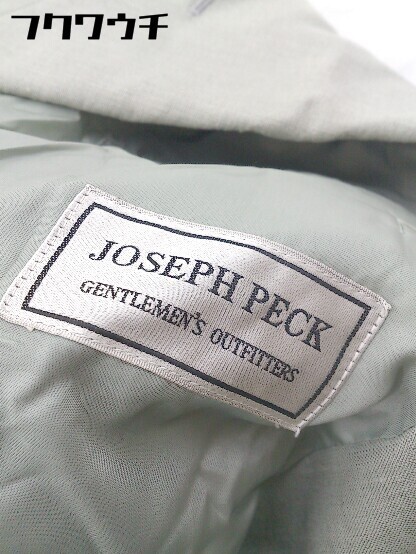 フクワウチ
JOSEPH PECK
GENTLEMEN'S OUTFITTERS